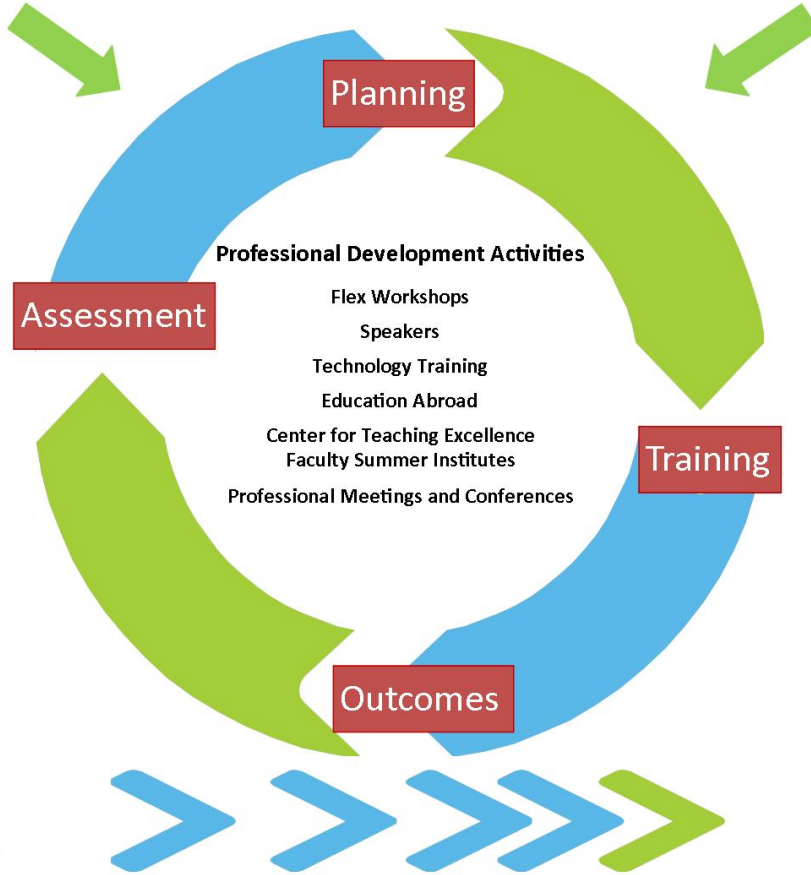 Planning
Professional Development Activities
Flex Workshops
Assessment
Speakers
Technology Training
Education Abroad
Center for Teaching Excellence
Faculty Summer Institutes
Training
Professional Meetings and Conferences
Outcomes